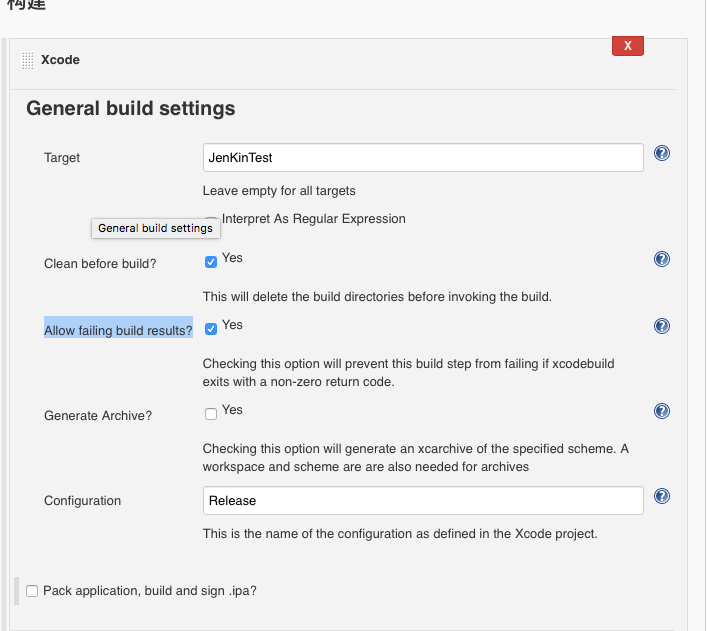 构建
X
Xcode
General build settings
Target
JenKinTest
Leave empty for all targets
Interpret As Regular Expression
General build settings
Clean before build?
Yes
This will delete the build directories before invoking the build.
Allow failing build results?
Yes
Checking this option will prevent this build step from failing if xcodebuild
exits with a non-zero return code.
Generate Archive?
Yes
Checking this option will generate an xcarchive of the specified scheme. A
workspace and scheme are are also needed for archives
Configuration
Release
This is the name of the configuration as defined in the Xcode project.
Pack application, build and sign .ipa?